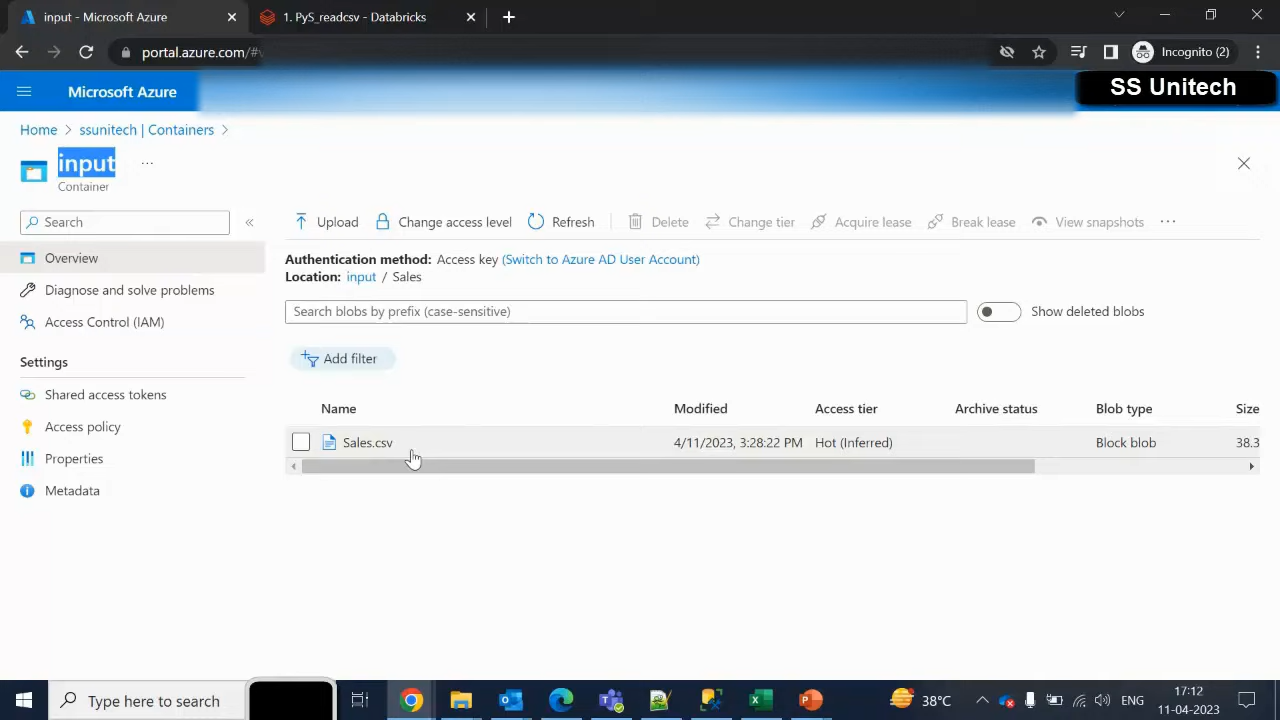 input - Microsoft Azure
1. PyS_readcsv - Databricks
portal.azure.com/#
Incognito (2)
Microsoft Azure
SS Unitech
Home > ssunitech | Containers >
input ...
Container
Search
«
Upload
Change access level
Refresh
Delete
Change tier
Acquire lease
Break lease
View snapshots
...
Overview
Diagnose and solve problems
Access Control (IAM)
Settings
Shared access tokens
Access policy
Properties
Metadata
Authentication method: Access key (Switch to Azure AD User Account)
Location: input / Sales
Search blobs by prefix (case-sensitive)
Show deleted blobs
Add filter
Name Modified Access tier Archive status Blob type Size
Sales.csv 4/11/2023, 3:28:22 PM Hot (Inferred) Block blob 38.3
Type here to search
38°C
ENG
17:12
11-04-2023